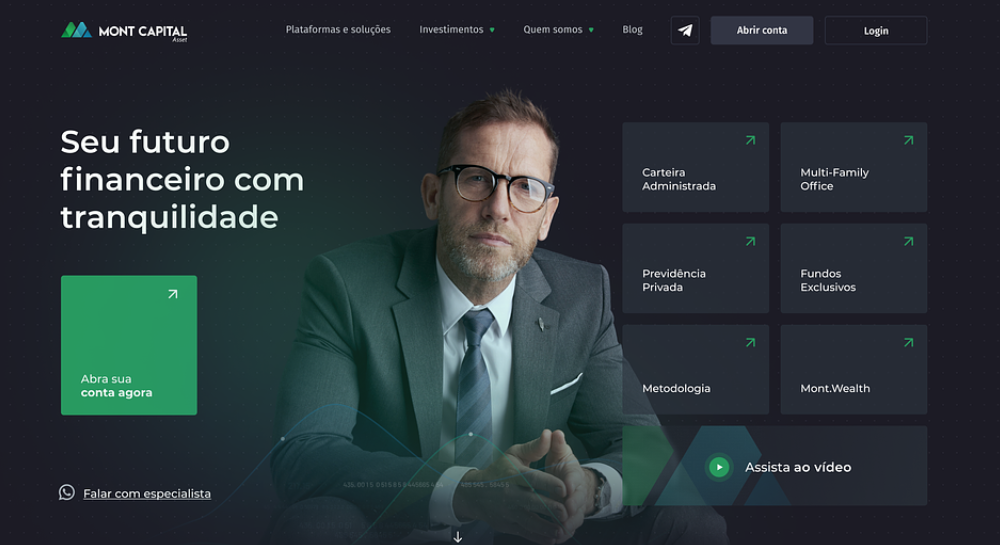 MONT CAPITAL
Asset
Plataformas e soluções
Investimentos
Quem somos
Blog
Abrir conta
Login
Seu futuro
financeiro com
tranquilidade
Abra sua
conta agora
Falar com especialista
Carteira
Administrada
Multi-Family
Office
Previdência
Privada
Fundos
Exclusivos
Metodologia
Mont.Wealth
Assista ao vídeo